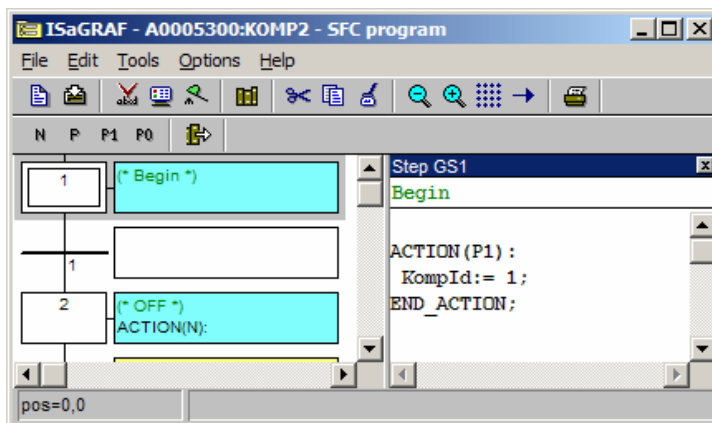 ISaGRAF - A0005300:KOMP2 - SFC program
File Edit Tools Options Help
N P P1 P0
1
(* Begin *)
1
2
(* OFF *)
ACTION(N):
Step GS1
Begin
ACTION(P1):
KompId:= 1;
END_ACTION;
pos=0,0